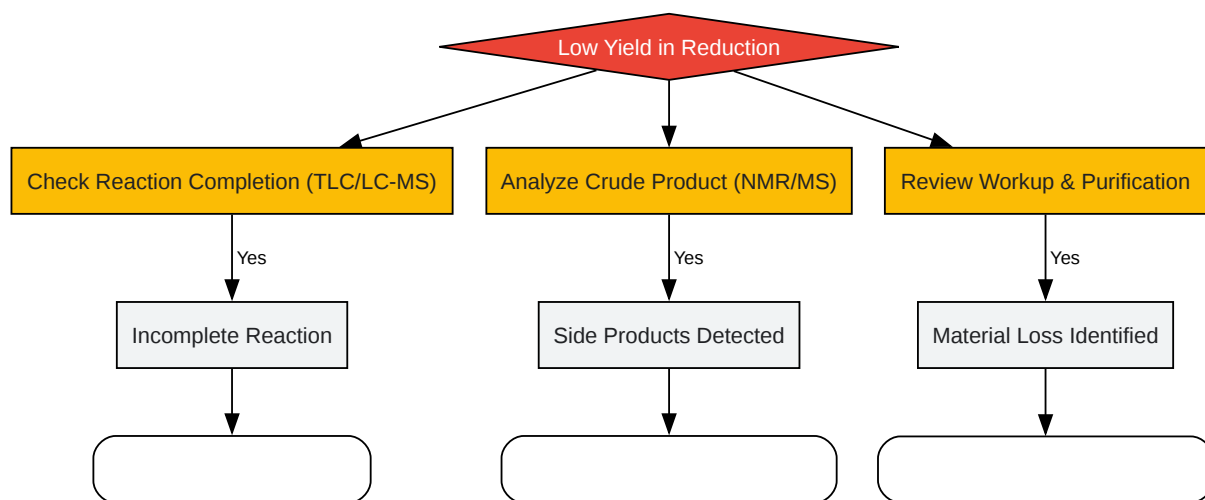 Low Yield in Reduction
Check Reaction Completion (TLC/LC-MS)
Analyze Crude Product (NMR/MS)
Review Workup & Purification
Yes
Yes
Yes
Incomplete Reaction
Side Products Detected
Material Loss Identified